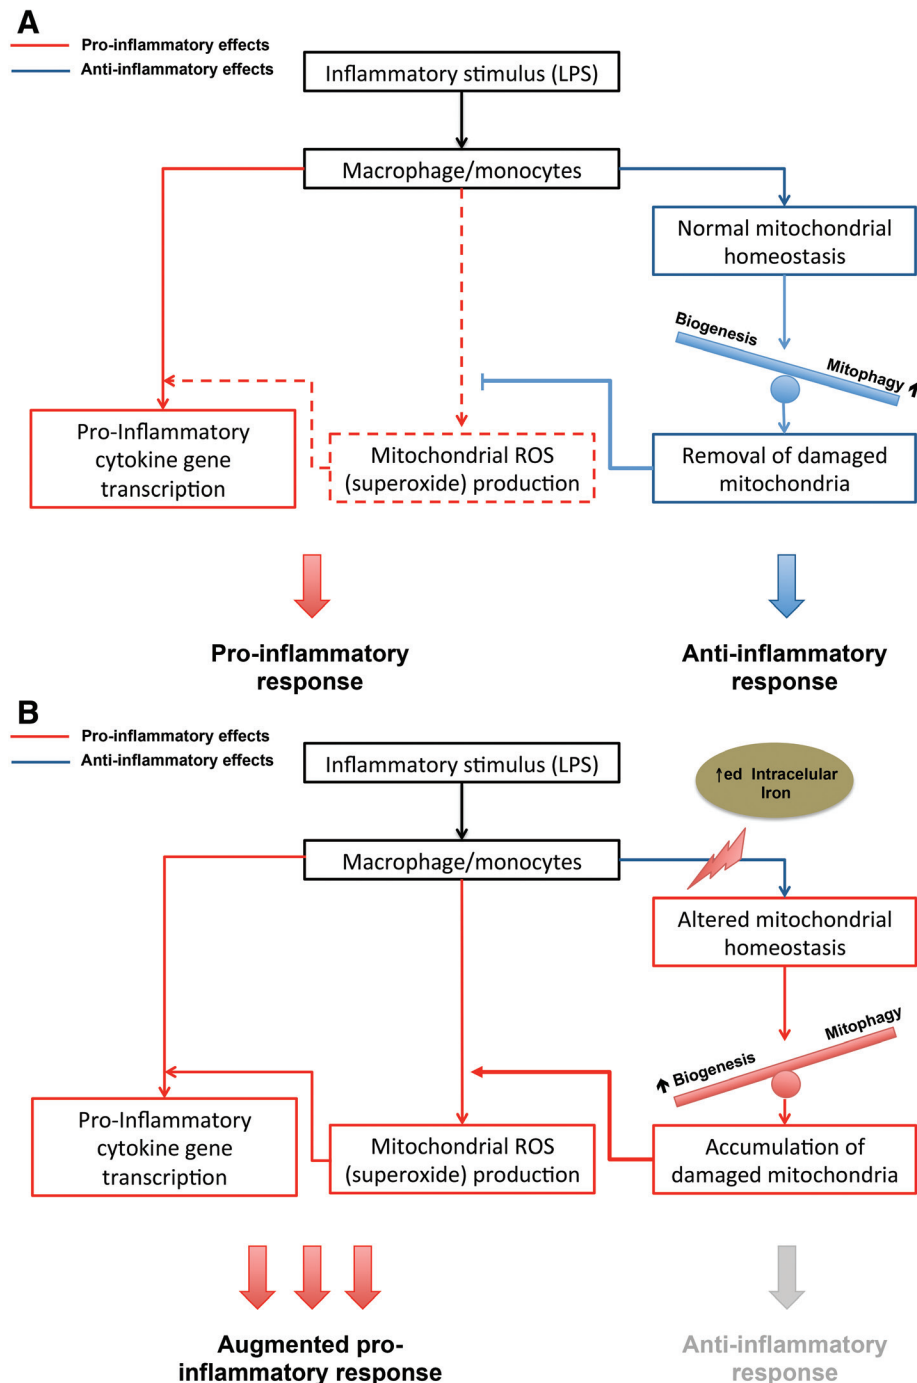 A
Pro-inflammatory effects
Anti-inflammatory effects
Inflammatory stimulus (LPS)
Macrophage/monocytes
Normal mitochondrial
homeostasis
Biogenesis
Mitophagy ↑
Pro-Inflammatory
cytokine gene
transcription
Mitochondrial ROS
(superoxide) production
Removal of damaged
mitochondria
Pro-inflammatory
response
Anti-inflammatory
response
B
Pro-inflammatory effects
Anti-inflammatory effects
Inflammatory stimulus (LPS)
↑ed Intracelular
Iron
Macrophage/monocytes
Altered mitochondrial
homeostasis
Mitophagy
↑ Biogenesis
Pro-Inflammatory
cytokine gene
transcription
Mitochondrial ROS
(superoxide) production
Accumulation of
damaged mitochondria
Augmented pro-
inflammatory response
Anti-inflammatory
response